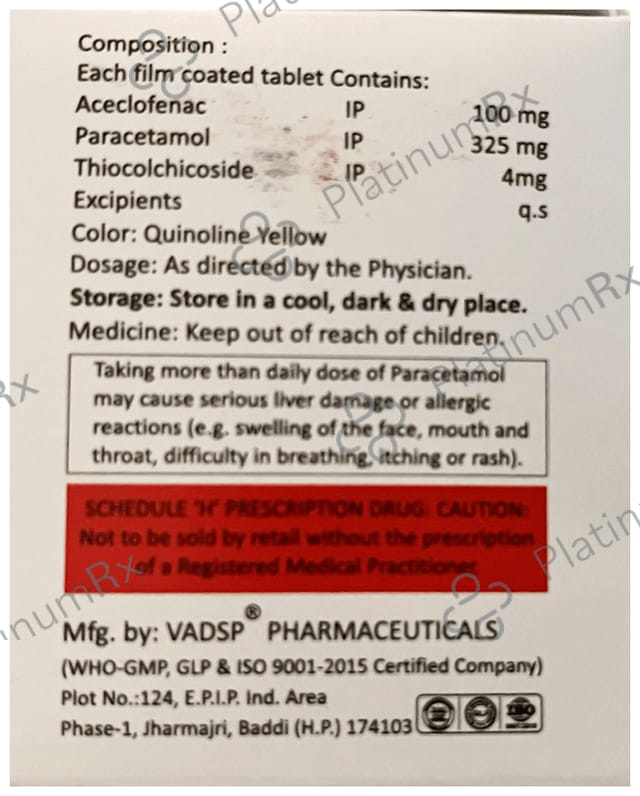 Composition :
Each film coated tablet Contains:
Aceclofenac IP 100 mg
Paracetamol IP 325 mg
Thiocolchicoside IP 4mg
Excipients q.s
Color: Quinoline Yellow
Dosage: As directed by the Physician.
Storage: Store in a cool, dark & dry place.
Medicine: Keep out of reach of children.
Taking more than daily dose of Paracetamol
may cause serious liver damage or allergic
reactions (e.g. swelling of the face, mouth and
throat, difficulty in breathing, itching or rash).
SCHEDULE 'H' PRESCRIPTION DRUG: CAUTION:
Not to be sold by retail without the prescription
of a Registered Medical Practitioner
Mfg. by: VADSP® PHARMACEUTICALS
(WHO-GMP, GLP & ISO 9001-2015 Certified Company)
Plot No.:124, E.P.I.P. Ind. Area
Phase-1, Jharmajri, Baddi (H.P.) 174103
ISO
PlatinumRx
PlatinumRx